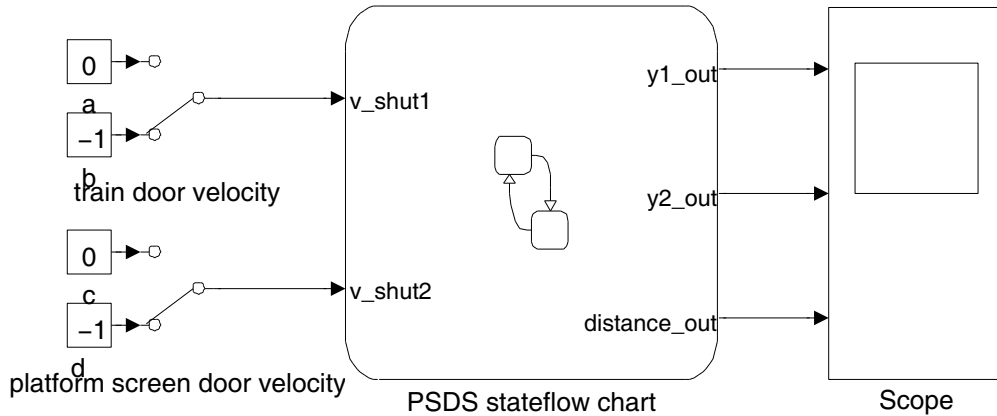 0
a
−1
b
train door velocity
0
c
−1
d
platform screen door velocity
v_shut1
v_shut2
y1_out
y2_out
distance_out
PSDS stateflow chart
Scope